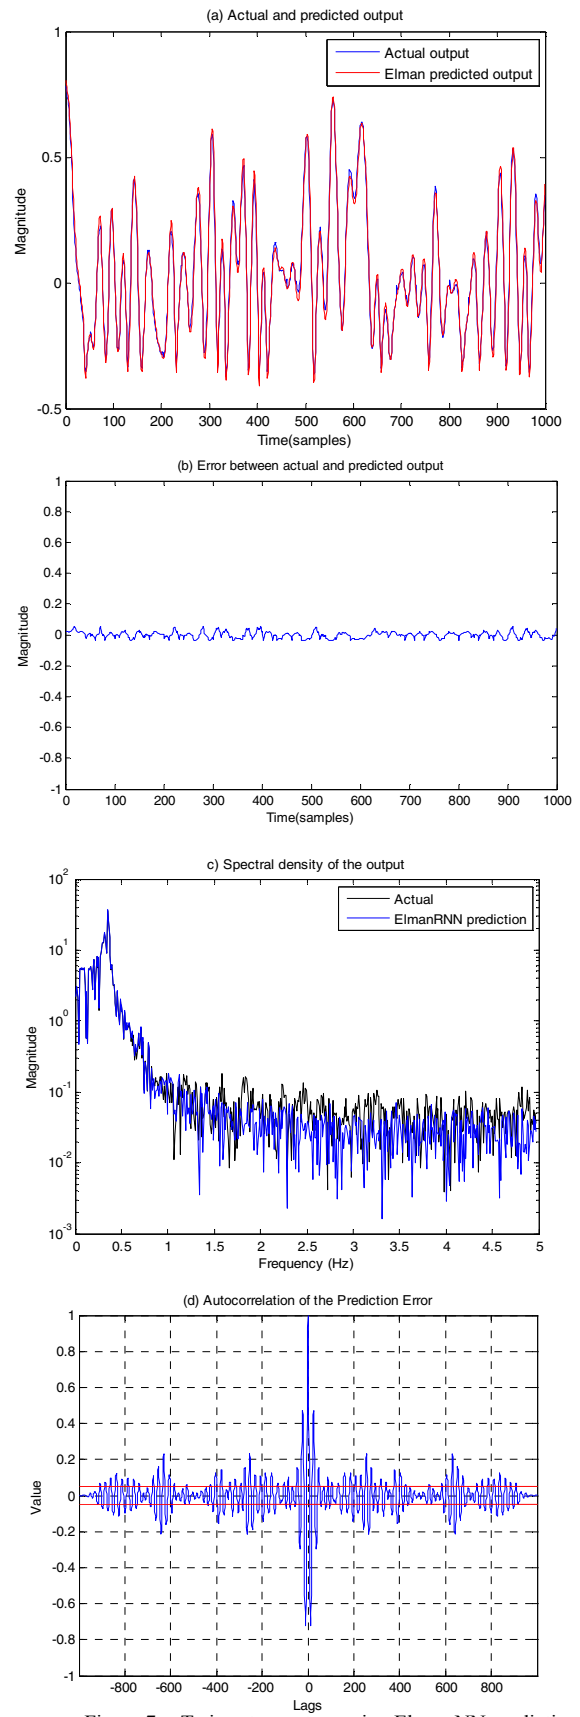 (a) Actual and predicted output
1
0.5
0
-0.5
Magnitude
Actual output
Elman predicted output
0 100 200 300 400 500 600 700 800 900 1000
Time(samples)
(b) Error between actual and predicted output
1
0.8
0.6
0.4
0.2
0
-0.2
-0.4
-0.6
-0.8
-1
Magnitude
0 100 200 300 400 500 600 700 800 900 1000
Time(samples)
c) Spectral density of the output
10^2
10^1
10^0
10^-1
10^-2
10^-3
Magnitude
Actual
ElmanRNN prediction
0 0.5 1 1.5 2 2.5 3 3.5 4 4.5 5
Frequency (Hz)
(d) Autocorrelation of the Prediction Error
1
0.8
0.6
0.4
0.2
0
-0.2
-0.4
-0.6
-0.8
-1
Value
-800 -600 -400 -200 0 200 400 600 800
Lags